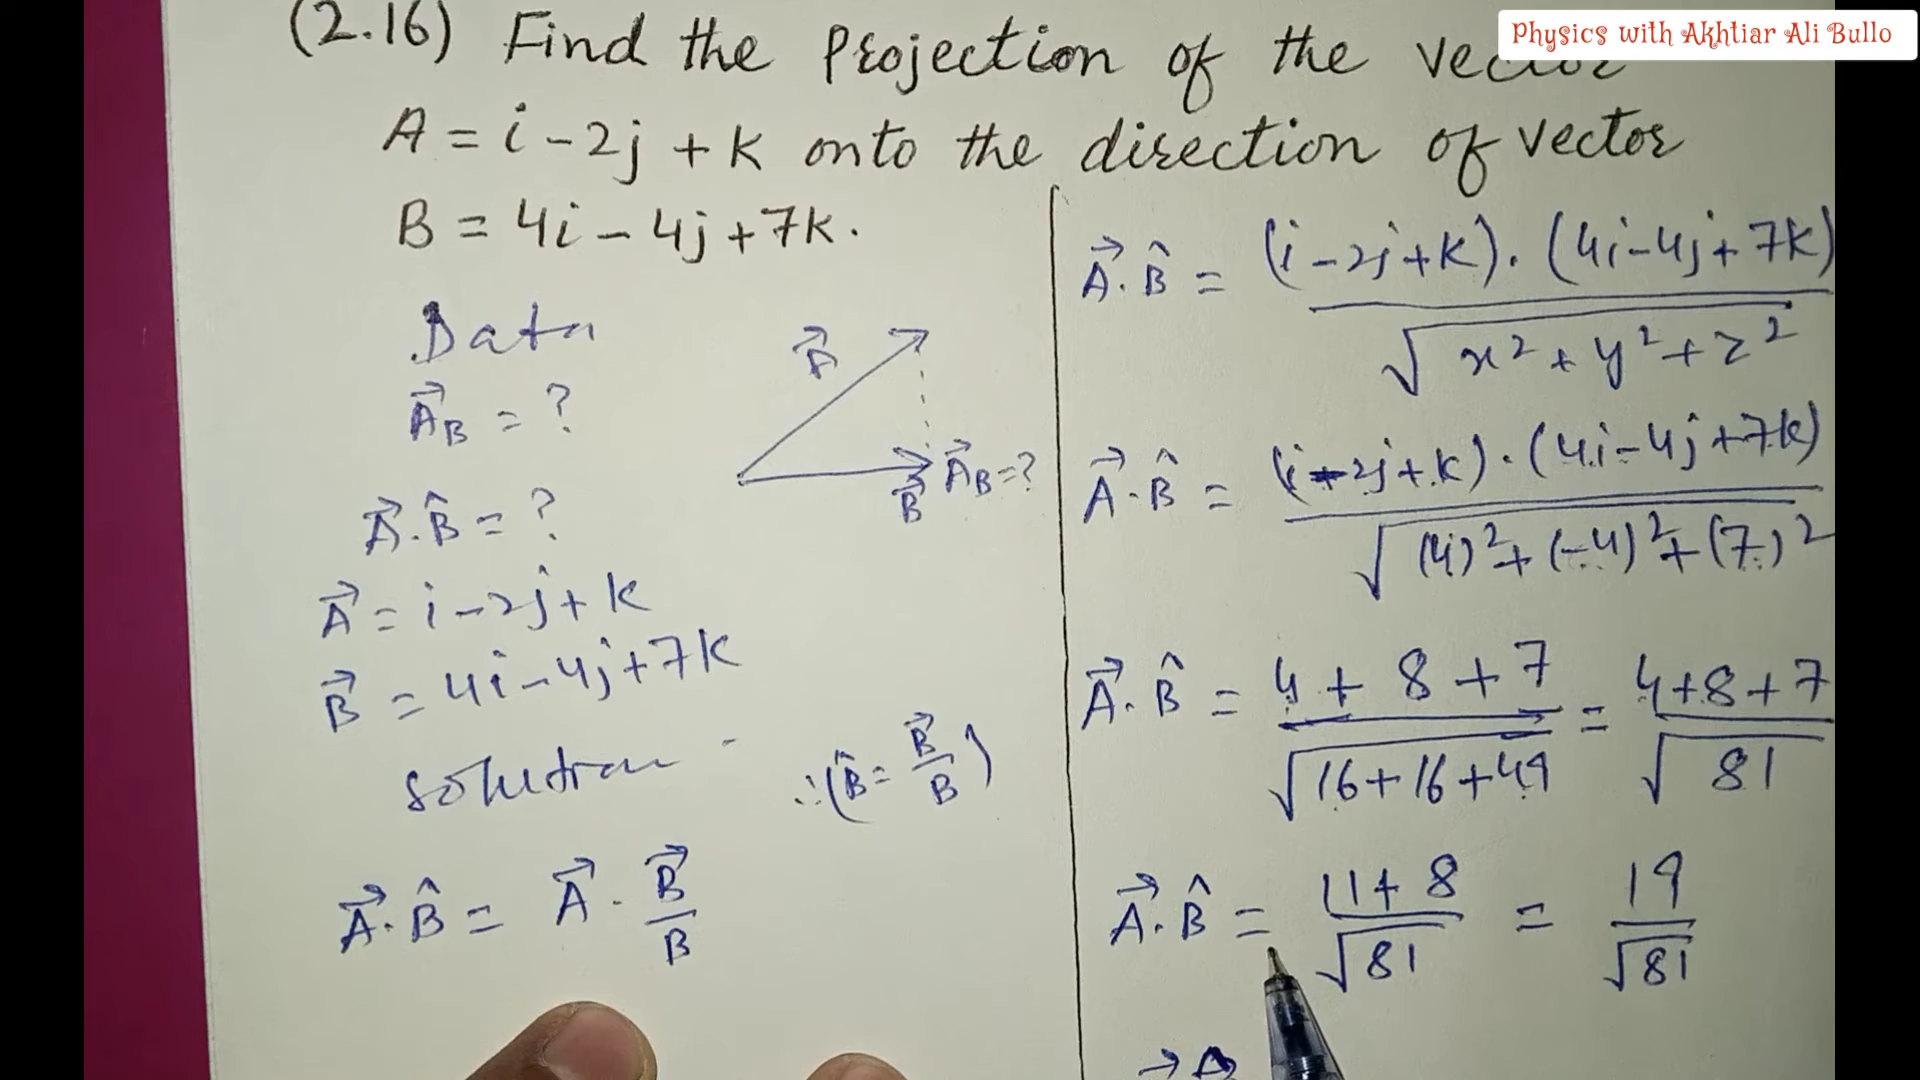 Physics with Akhtiar Ali Bullo
(2.16) Find the Projection of the vector
A = i - 2j + k onto the direction of vector
B = 4i - 4j + 7k.
Data
A⃗_B = ?
A⃗ . B̂ = ?
A⃗ = i - 2j + k
B⃗ = 4i - 4j + 7k
Solution -
∴ (B̂ = B⃗/B)
A⃗ . B̂ = A⃗ . B⃗/B
A⃗
B⃗
A⃗_B = ?
A⃗ . B̂ = (i - 2j + k) . (4i - 4j + 7k) / √(x² + y² + z²)
A⃗ . B̂ = (i - 2j + k) . (4i - 4j + 7k) / √((4)² + (-4)² + (7)²)
A⃗ . B̂ = (4 + 8 + 7) / √(16 + 16 + 49) = (4 + 8 + 7) / √81
A⃗ . B̂ = (11 + 8) / √81 = 19 / √81